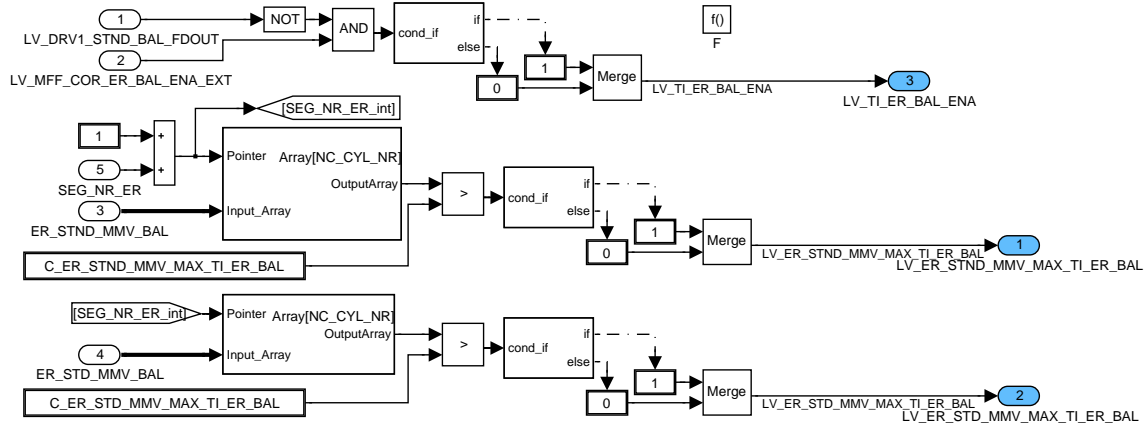 1
NOT
AND
LV_DRV1_STND_BAL_FDOUT
2
LV_MFF_COR_ER_BAL_ENA_EXT
cond_if
if
else
f()
F
1
0
Merge
LV_TI_ER_BAL_ENA
3
LV_TI_ER_BAL_ENA
[SEG_NR_ER_int]
1
+
+
5
SEG_NR_ER
3
ER_STND_MMV_BAL
Pointer
Array[NC_CYL_NR]
OutputArray
Input_Array
>
cond_if
if
else
1
0
Merge
LV_ER_STND_MMV_MAX_TI_ER_BAL
1
LV_ER_STND_MMV_MAX_TI_ER_BAL
C_ER_STND_MMV_MAX_TI_ER_BAL
[SEG_NR_ER_int]
4
ER_STD_MMV_BAL
Pointer
Array[NC_CYL_NR]
OutputArray
Input_Array
>
cond_if
if
else
1
0
Merge
LV_ER_STD_MMV_MAX_TI_ER_BAL
2
LV_ER_STD_MMV_MAX_TI_ER_BAL
C_ER_STD_MMV_MAX_TI_ER_BAL